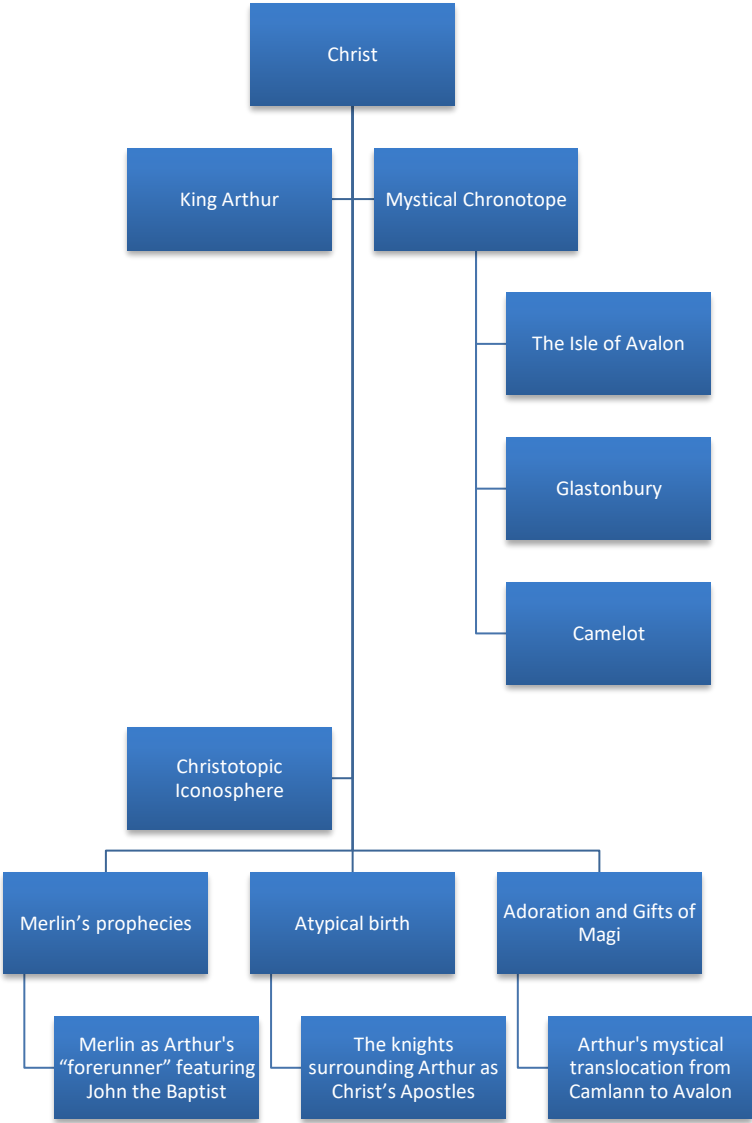 Christ
King Arthur
Mystical Chronotope
The Isle of Avalon
Glastonbury
Camelot
Christotopic
Iconosphere
Merlin’s prophecies
Atypical birth
Adoration and Gifts of
Magi
Merlin as Arthur's
“forerunner” featuring
John the Baptist
The knights
surrounding Arthur as
Christ’s Apostles
Arthur's mystical
translocation from
Camlann to Avalon